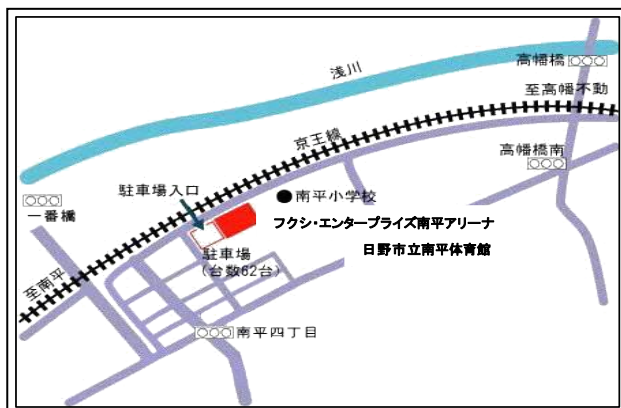 高幡橋
浅川
至高幡不動
京王線
高幡橋南
駐車場入口
南平小学校
一番橋
フクシ・エンタープライズ南平アリーナ
日野市立南平体育館
駐車場
(台数62台)
至南平
南平四丁目